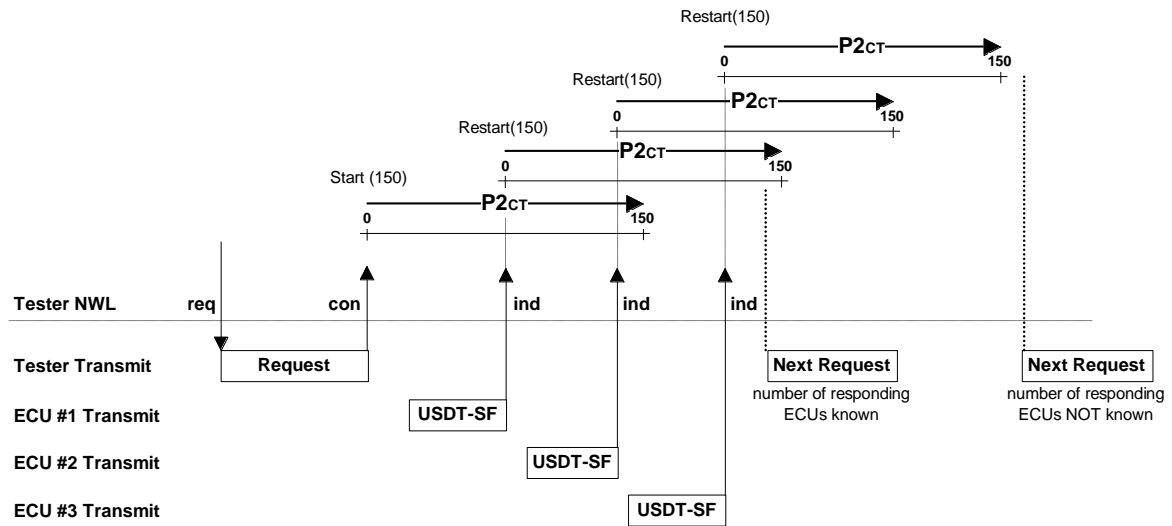 Restart(150)
P2CT
0 150
Restart(150)
P2CT
0 150
Restart(150)
P2CT
0 150
Start (150)
P2CT
0 150
Tester NWL req con ind ind ind
Tester Transmit Request Next Request Next Request
number of responding ECUs known
number of responding ECUs NOT known
ECU #1 Transmit USDT-SF
ECU #2 Transmit USDT-SF
ECU #3 Transmit USDT-SF